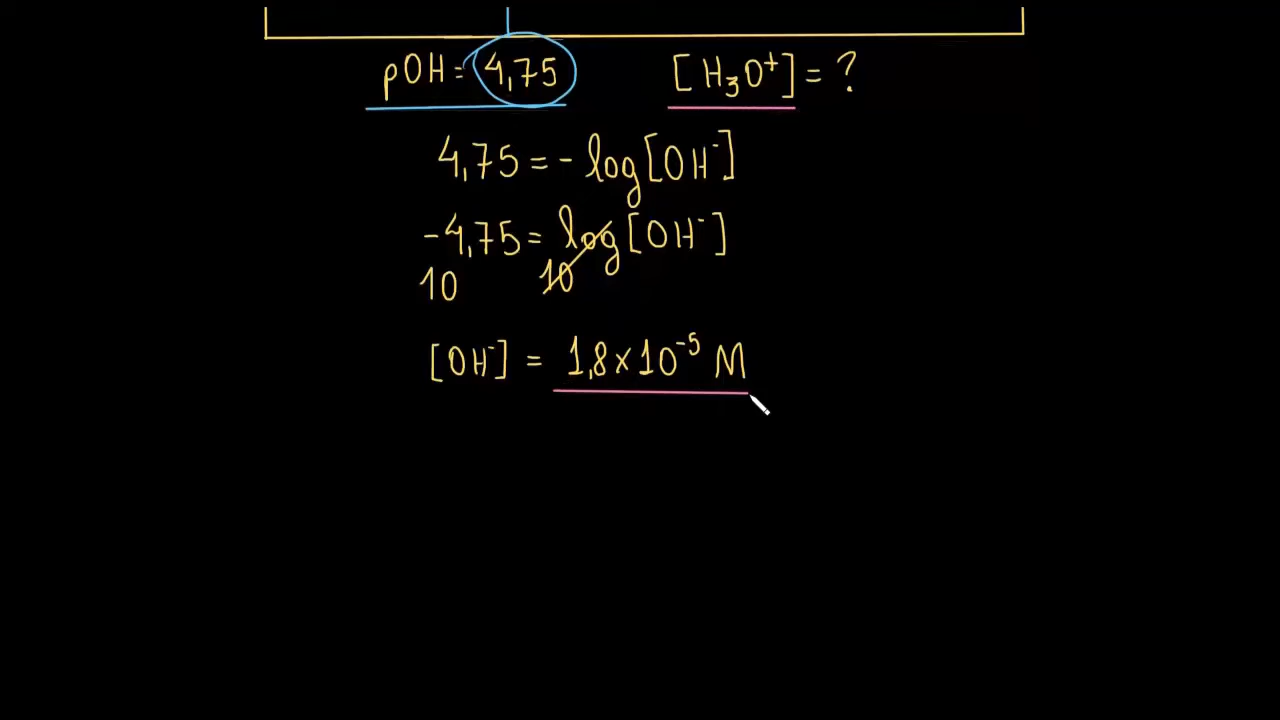 pOH = 4,75 [H₃O⁺] = ?
4,75 = - log [OH⁻]
-4,75 = log [OH⁻]
10 10
[OH⁻] = 1,8 × 10⁻⁵ M